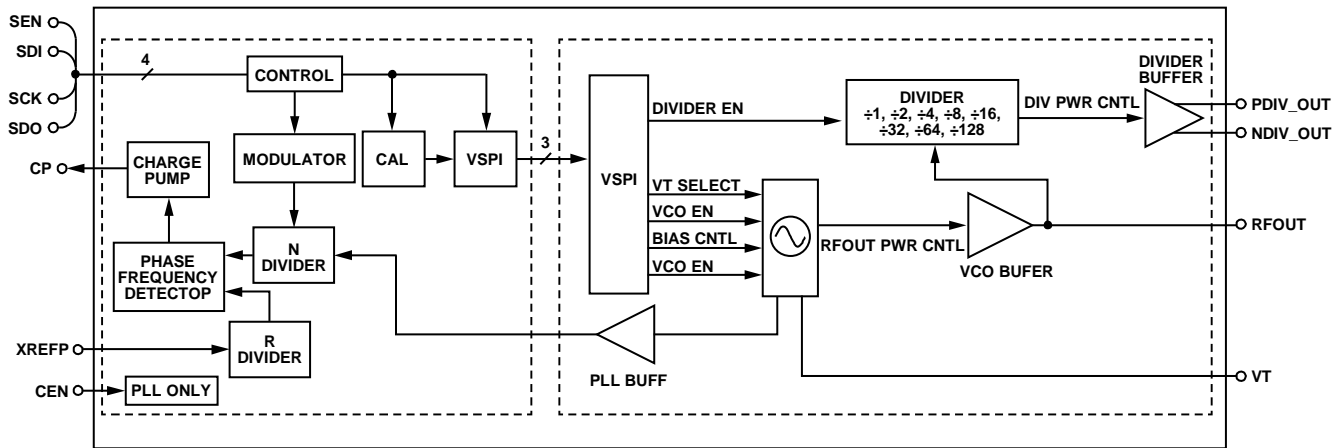 SEN
SDI
SCK
SDO
CP
XREFP
CEN
4
CONTROL
MODULATOR
CAL
VSPI
3
CHARGE
PUMP
PHASE
FREQUENCY
DETECTOP
N
DIVIDER
R
DIVIDER
PLL ONLY
VSPI
DIVIDER EN
VT SELECT
VCO EN
BIAS CNTL
VCO EN
DIVIDER
÷1, ÷2, ÷4, ÷8, ÷16,
÷32, ÷64, ÷128
DIV PWR CNTL
DIVIDER
BUFFER
RFOUT PWR CNTL
VCO BUFER
PLL BUFF
PDIV_OUT
NDIV_OUT
RFOUT
VT